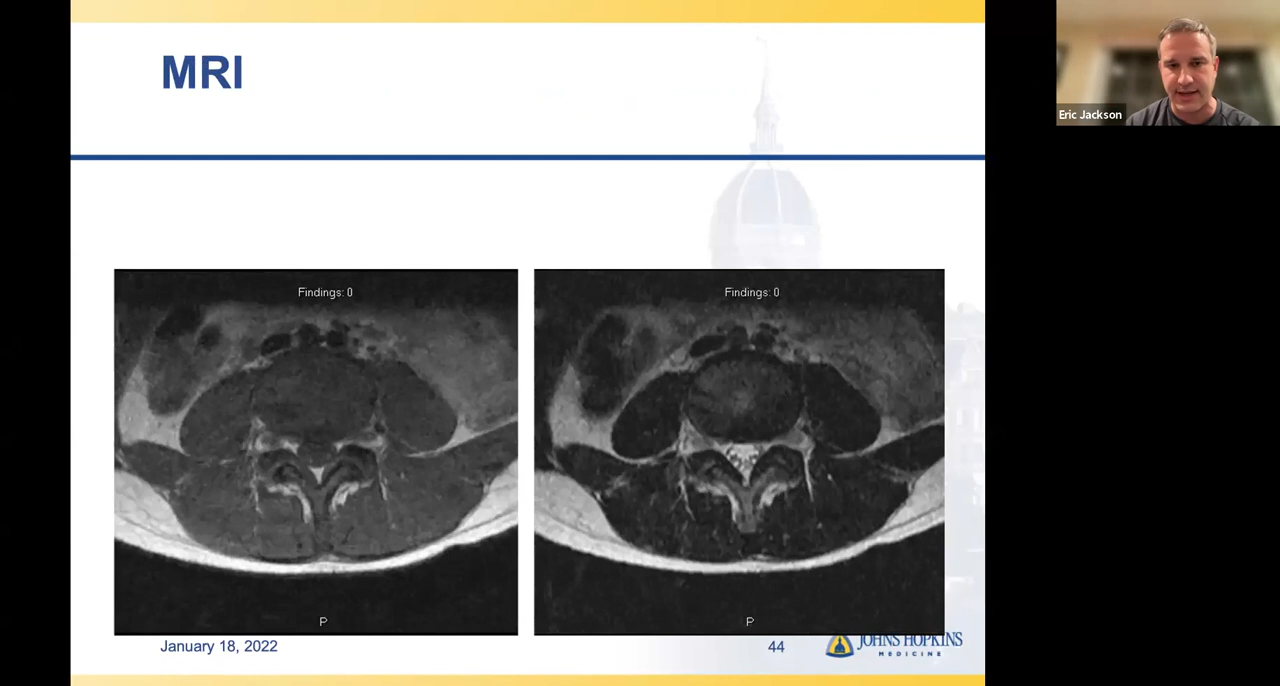 MRI
Eric Jackson
Findings: 0
Findings: 0
P
P
January 18, 2022
44
JOHNS HOPKINS
MEDICINE